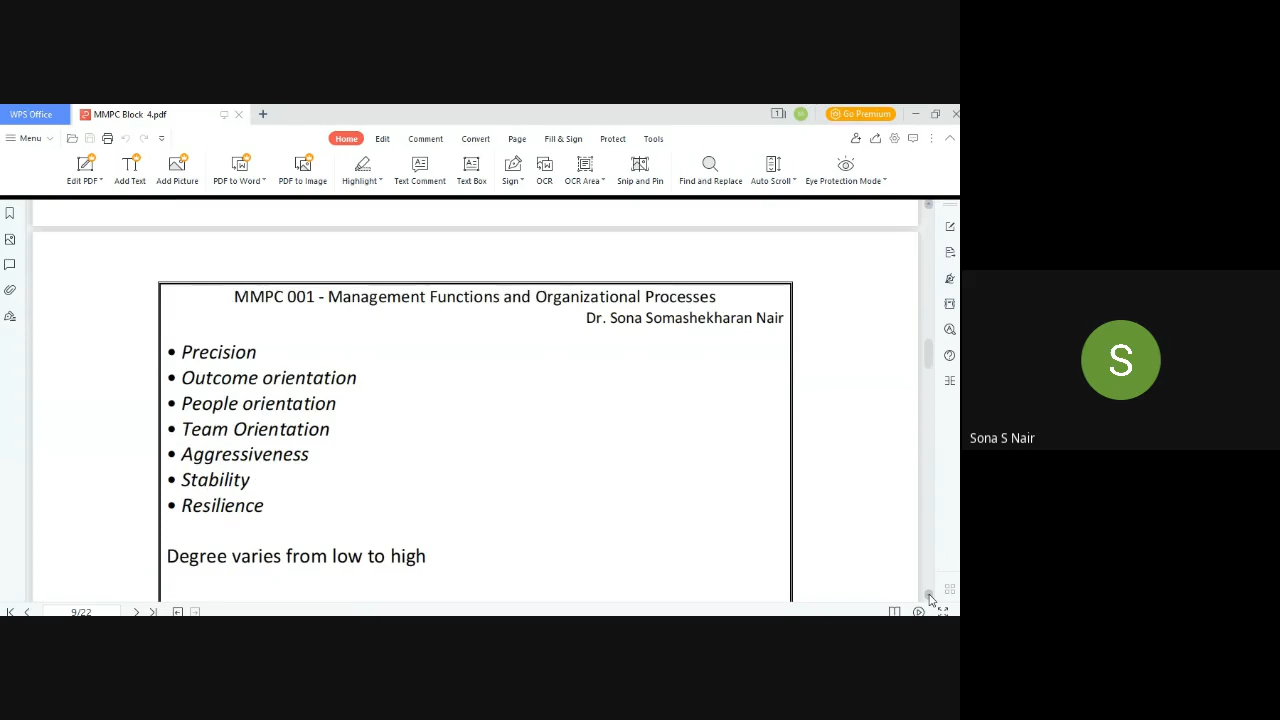 WPS Office
MMPC Block 4.pdf
Go Premium
Menu
Home
Edit
Comment
Convert
Page
Fill & Sign
Protect
Tools
Edit PDF
Add Text
Add Picture
PDF to Word
PDF to Image
Highlight
Text Comment
Text Box
Sign
OCR
OCR Area
Snip and Pin
Find and Replace
Auto Scroll
Eye Protection Mode
MMPC 001 - Management Functions and Organizational Processes
Dr. Sona Somashekharan Nair
• Precision
• Outcome orientation
• People orientation
• Team Orientation
• Aggressiveness
• Stability
• Resilience
Degree varies from low to high
9/22
S
Sona S Nair